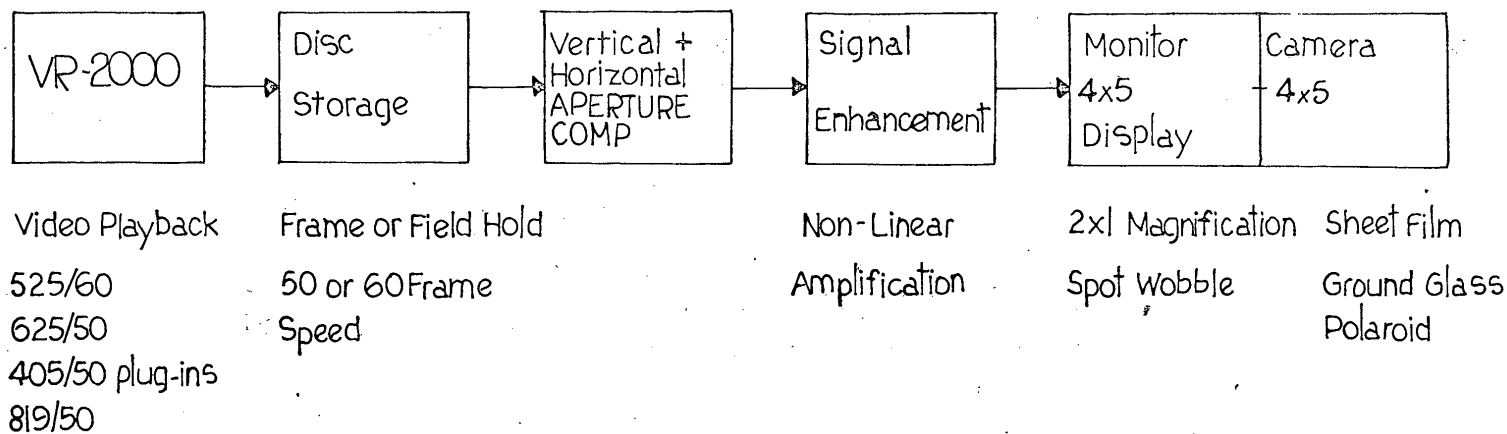 VR-2000
Disc
Storage
Vertical +
Horizontal
APERTURE
COMP
Signal
Enhancement
Monitor
4x5
Display
Camera
4x5
Video Playback
525/60
625/50
405/50 plug-ins
819/50
Frame or Field Hold
50 or 60 Frame
Speed
Non-Linear
Amplification
2x1 Magnification
Spot Wobble
Sheet Film
Ground Glass
Polaroid